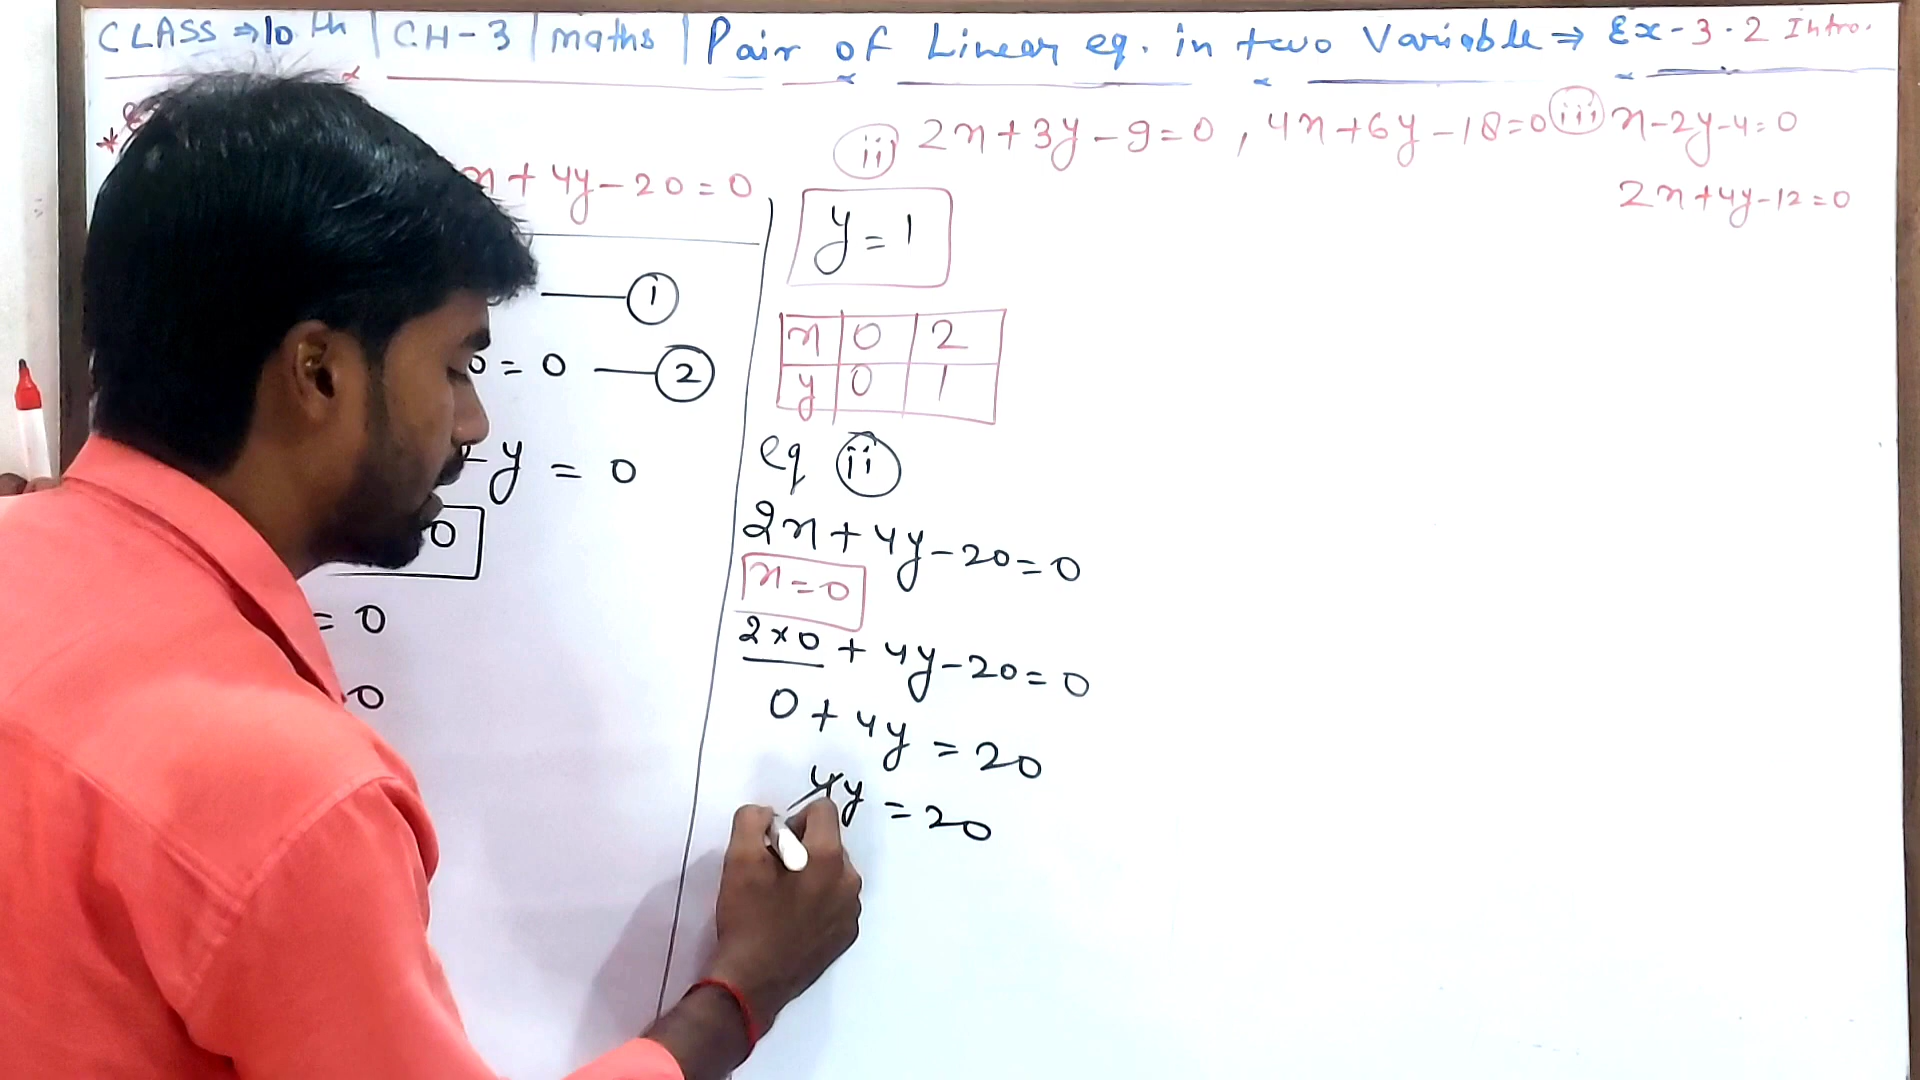 CLASS ⇒ 10th | CH-3 | maths | Pair of Linear eq. in two Variable ⇒ Ex-3.2 Intro.
x + 4y - 20 = 0
1
0 = 0 — 2
y = 0
0
= 0
0
ii 2x + 3y - 9 = 0 , 4x + 6y - 18 = 0
iii x - 2y - 4 = 0
2x + 4y - 12 = 0
y = 1
x 0 2
y 0 1
eq ii
2x + 4y - 20 = 0
x = 0
2 × 0 + 4y - 20 = 0
0 + 4y = 20
4y = 20